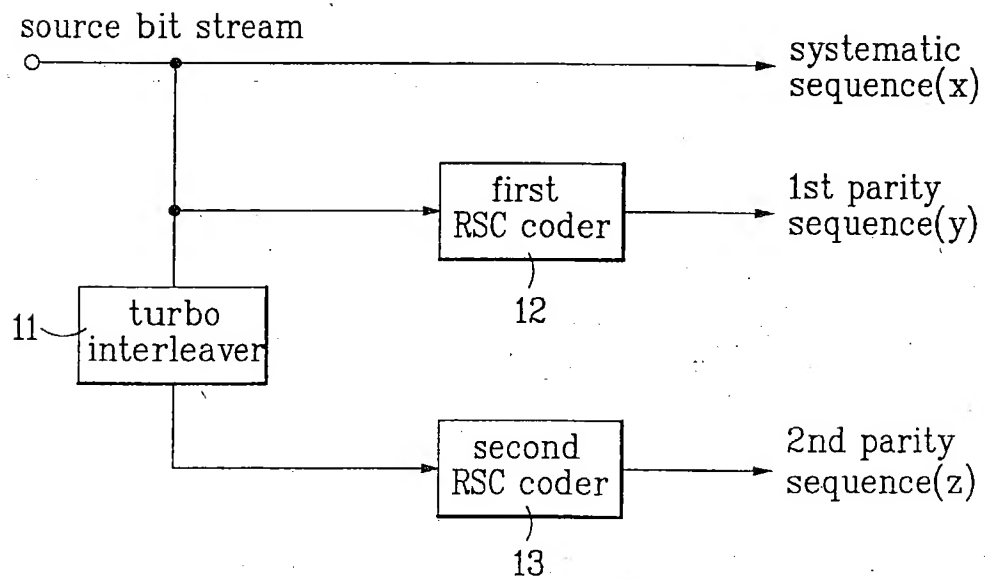 source bit stream
systematic
sequence(x)
first
RSC coder
12
1st parity
sequence(y)
11
turbo
interleaver
second
RSC coder
13
2nd parity
sequence(z)